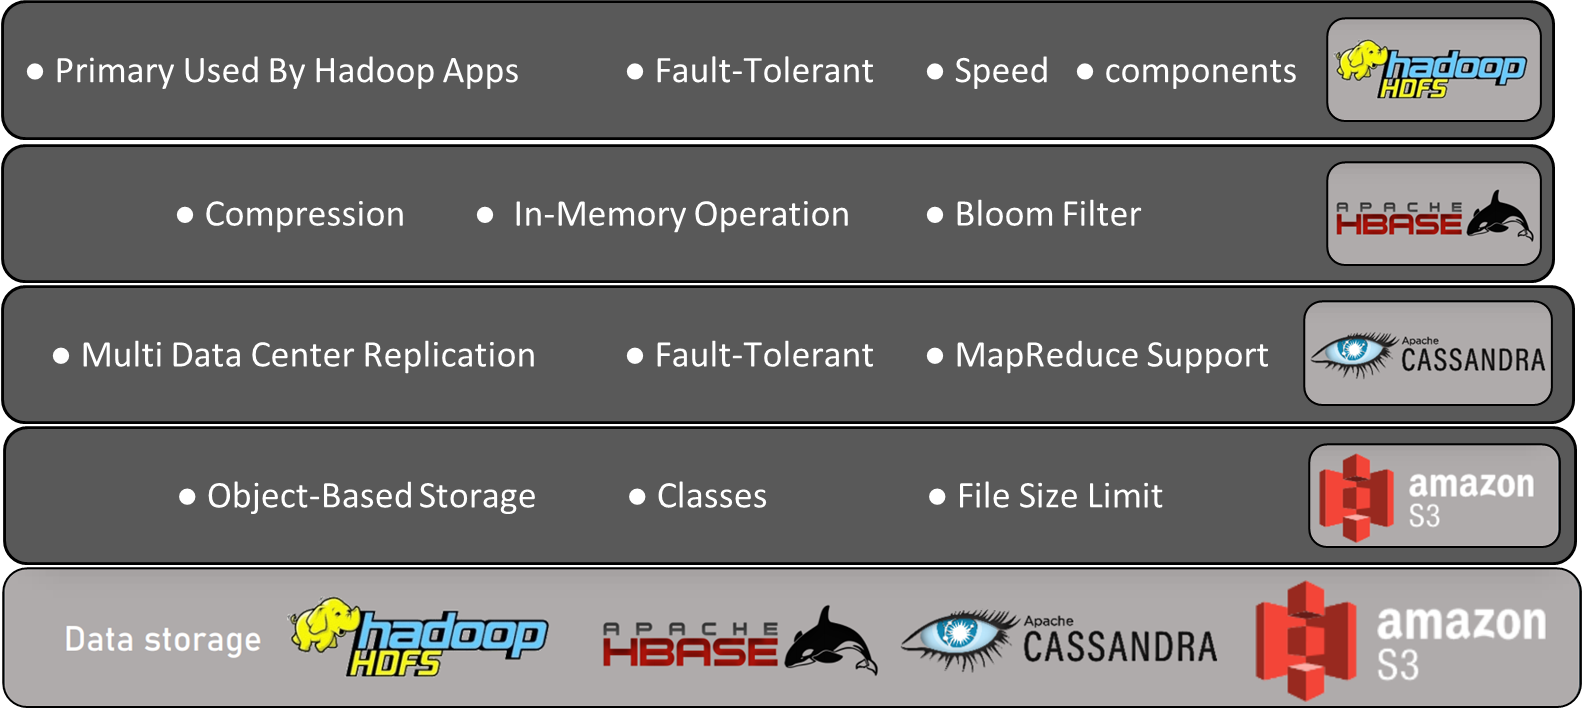 ● Primary Used By Hadoop Apps ● Fault-Tolerant ● Speed ● components hadoop HDFS
● Compression ● In-Memory Operation ● Bloom Filter APACHE HBASE
● Multi Data Center Replication ● Fault-Tolerant ● MapReduce Support Apache CASSANDRA
● Object-Based Storage ● Classes ● File Size Limit amazon S3
Data storage hadoop HDFS APACHE HBASE Apache CASSANDRA amazon S3